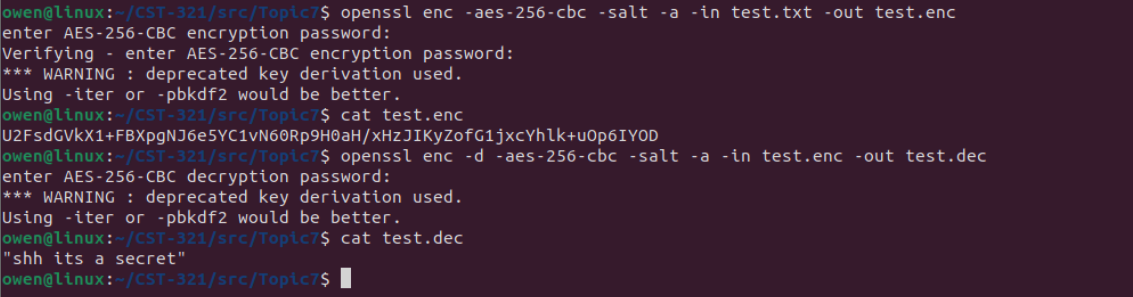 owen@linux:~/CST-321/src/Topic7$ openssl enc -aes-256-cbc -salt -a -in test.txt -out test.enc
enter AES-256-CBC encryption password:
Verifying - enter AES-256-CBC encryption password:
*** WARNING : deprecated key derivation used.
Using -iter or -pbkdf2 would be better.
owen@linux:~/CST-321/src/Topic7$ cat test.enc
U2FsdGVkX1+FBXpgNJ6e5YC1vN60Rp9H0aH/xHzJIKyZofG1jxcYhlk+uOp6IYOD
owen@linux:~/CST-321/src/Topic7$ openssl enc -d -aes-256-cbc -salt -a -in test.enc -out test.dec
enter AES-256-CBC decryption password:
*** WARNING : deprecated key derivation used.
Using -iter or -pbkdf2 would be better.
owen@linux:~/CST-321/src/Topic7$ cat test.dec
"shh its a secret"
owen@linux:~/CST-321/src/Topic7$